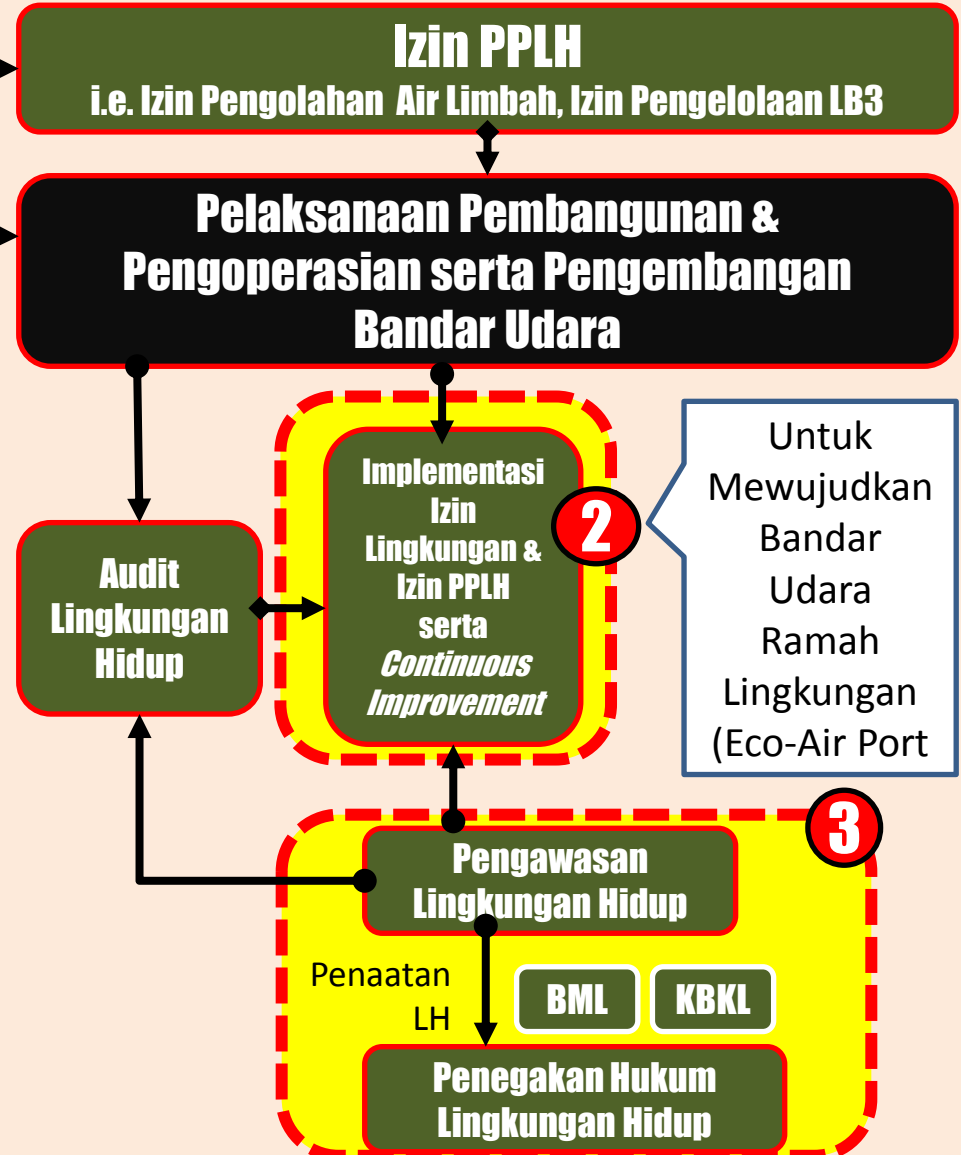 Izin PPLH
i.e. Izin Pengolahan Air Limbah, Izin Pengelolaan LB3
Pelaksanaan Pembangunan &
Pengoperasian serta Pengembangan
Bandar Udara
Implementasi
Izin
Lingkungan &
Izin PPLH
serta
Continuous
Improvement
2
Untuk
Mewujudkan
Bandar
Udara
Ramah
Lingkungan
(Eco-Air Port
Audit
Lingkungan
Hidup
3
Pengawasan
Lingkungan Hidup
Penaatan
LH
BML
KBKL
Penegakan Hukum
Lingkungan Hidup